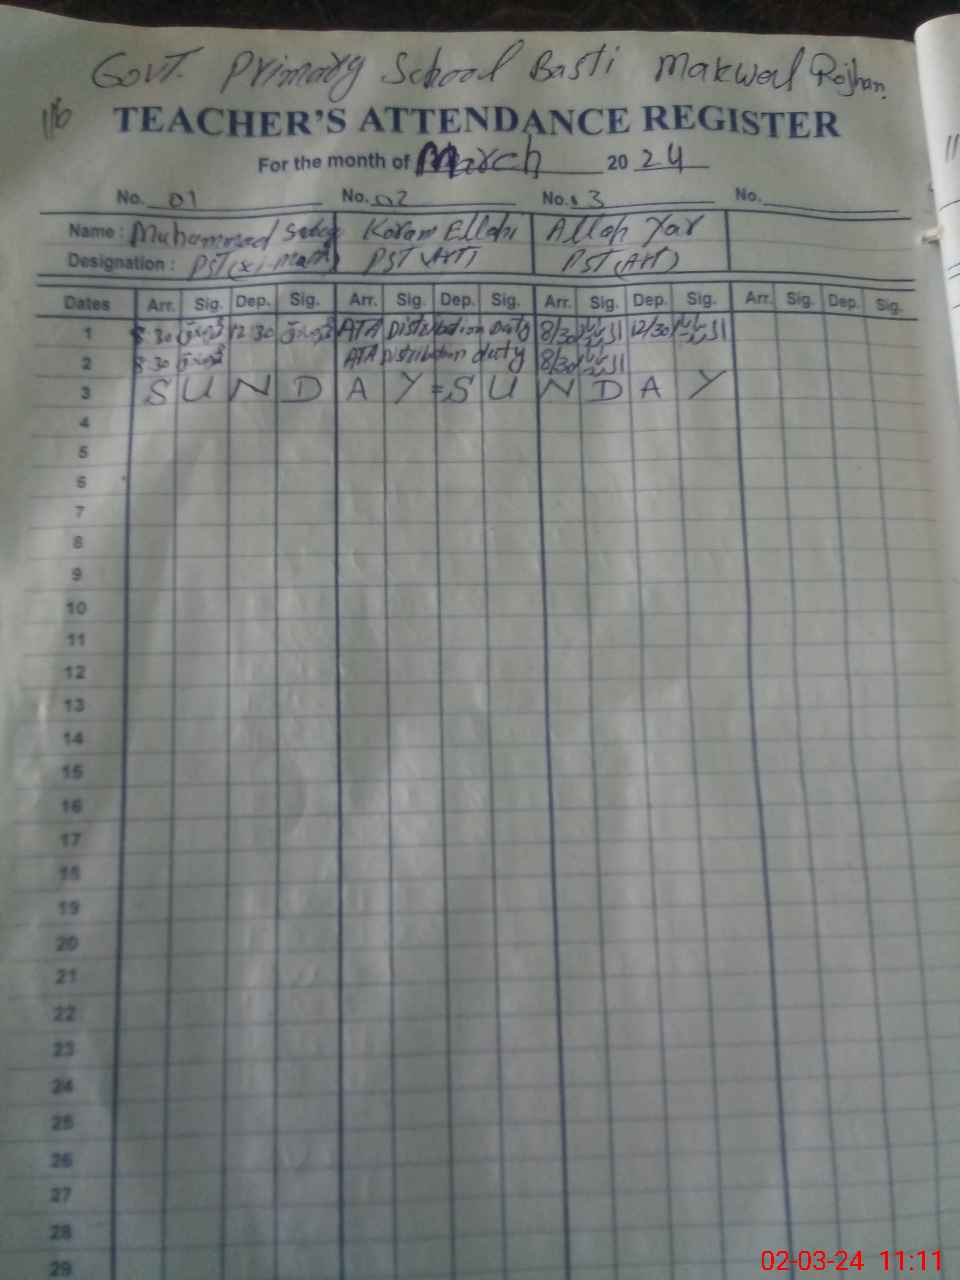 Govt. Primary School Basti Makwal Rojhan.
116
TEACHER'S ATTENDANCE REGISTER
For the month of March 2024
No. 01 No. 02 No. 3 No.
Name : Muhammad Karam Ellahi Allah Yar
Designation : PST PST (Art) PST (Art)
Dates Arr. Sig. Dep. Sig. Arr. Sig. Dep. Sig. Arr. Sig. Dep. Sig. Arr. Sig. Dep. Sig.
1 8 30 12 30 ATA Distribution Duty 8/30 12/30
2 8 30 ATA Distribution duty 8/30
3 S U N D A Y = S U N D A Y
4
5
6
7
8
9
10
11
12
13
14
15
16
17
18
19
20
21
22
23
24
25
26
27
28
29
02-03-24 11:11